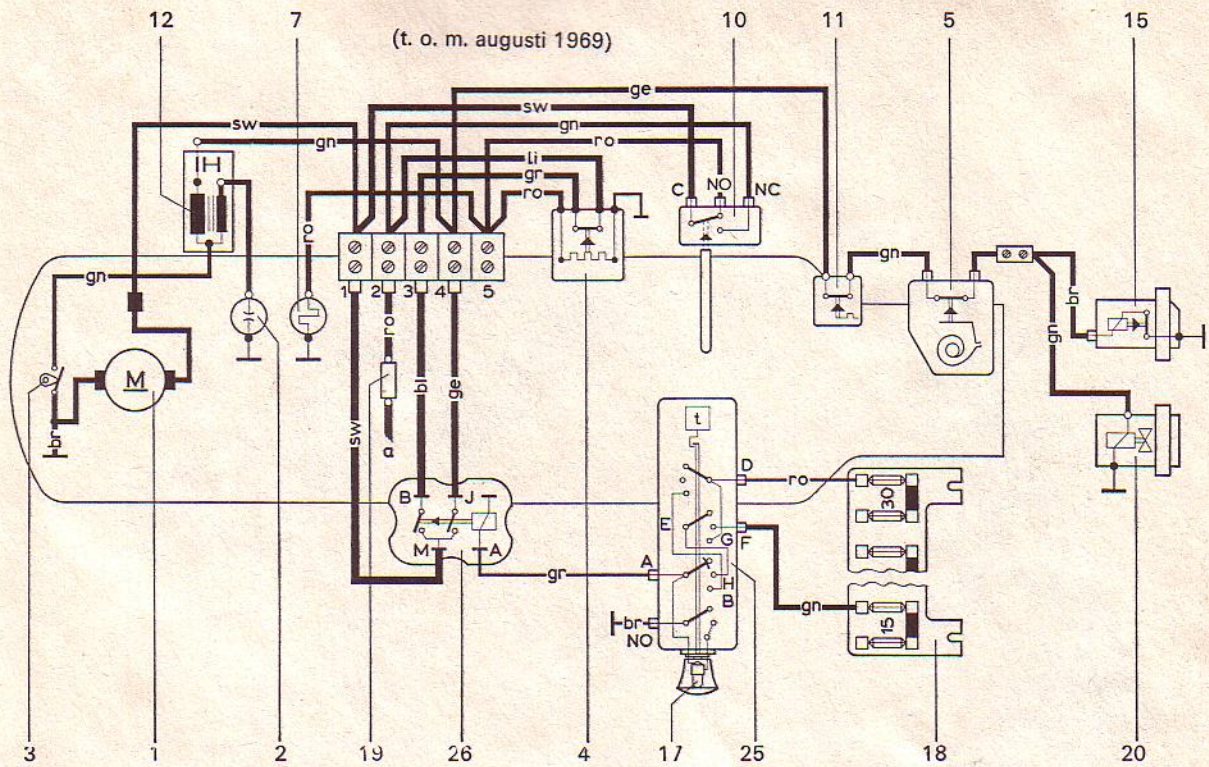 12 7 10 11 5 15
(t. o. m. augusti 1969)
ge
sw
sw gn
gn ro
IH li
gr C NO NC
ro
ro
gn gn
1 2 3 4 5
br
gn
ro
M
bl ge
t
br sw a
D
ro
B J 30
E
G F
M A A
gr H
B
gn
br 15
NO
3 1 2 19 26 4 17 25 18 20